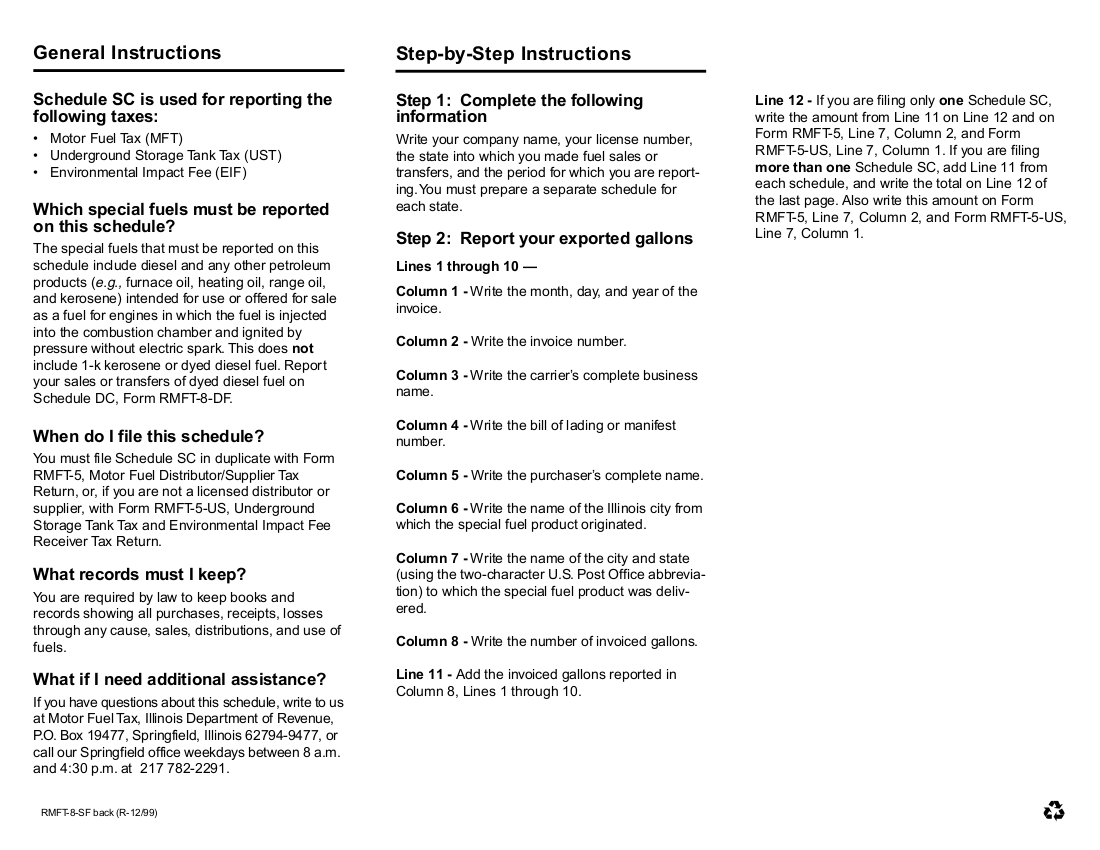 General Instructions
Schedule SC is used for reporting the
following taxes:
• Motor Fuel Tax (MFT)
• Underground Storage Tank Tax (UST)
• Environmental Impact Fee (EIF)
Which special fuels must be reported
on this schedule?
The special fuels that must be reported on this
schedule include diesel and any other petroleum
products (e.g., furnace oil, heating oil, range oil,
and kerosene) intended for use or offered for sale
as a fuel for engines in which the fuel is injected
into the combustion chamber and ignited by
pressure without electric spark. This does not
include 1-k kerosene or dyed diesel fuel. Report
your sales or transfers of dyed diesel fuel on
Schedule DC, Form RMFT-8-DF.
When do I file this schedule?
You must file Schedule SC in duplicate with Form
RMFT-5, Motor Fuel Distributor/Supplier Tax
Return, or, if you are not a licensed distributor or
supplier, with Form RMFT-5-US, Underground
Storage Tank Tax and Environmental Impact Fee
Receiver Tax Return.
What records must I keep?
You are required by law to keep books and
records showing all purchases, receipts, losses
through any cause, sales, distributions, and use of
fuels.
What if I need additional assistance?
If you have questions about this schedule, write to us
at Motor Fuel Tax, Illinois Department of Revenue,
P.O. Box 19477, Springfield, Illinois 62794-9477, or
call our Springfield office weekdays between 8 a.m.
and 4:30 p.m. at 217 782-2291.
Step-by-Step Instructions
Step 1: Complete the following
information
Write your company name, your license number,
the state into which you made fuel sales or
transfers, and the period for which you are report-
ing. You must prepare a separate schedule for
each state.
Step 2: Report your exported gallons
Lines 1 through 10 —
Column 1 - Write the month, day, and year of the
invoice.
Column 2 - Write the invoice number.
Column 3 - Write the carrier's complete business
name.
Column 4 - Write the bill of lading or manifest
number.
Column 5 - Write the purchaser's complete name.
Column 6 - Write the name of the Illinois city from
which the special fuel product originated.
Column 7 - Write the name of the city and state
(using the two-character U.S. Post Office abbrevia-
tion) to which the special fuel product was deliv-
ered.
Column 8 - Write the number of invoiced gallons.
Line 11 - Add the invoiced gallons reported in
Column 8, Lines 1 through 10.
Line 12 - If you are filing only one Schedule SC,
write the amount from Line 11 on Line 12 and on
Form RMFT-5, Line 7, Column 2, and Form
RMFT-5-US, Line 7, Column 1. If you are filing
more than one Schedule SC, add Line 11 from
each schedule, and write the total on Line 12 of
the last page. Also write this amount on Form
RMFT-5, Line 7, Column 2, and Form RMFT-5-US,
Line 7, Column 1.
RMFT-8-SF back (R-12/99)